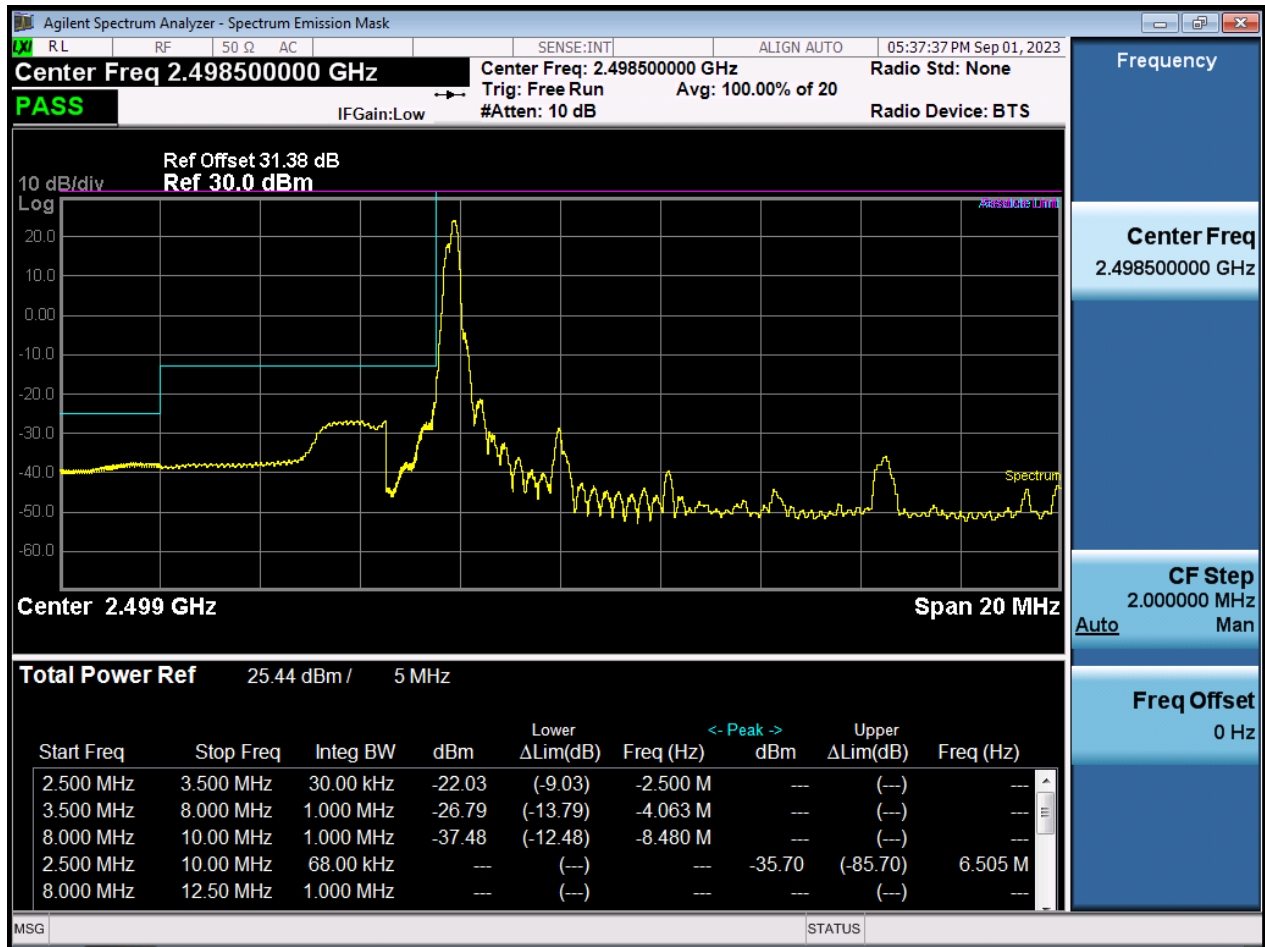 Agilent Spectrum Analyzer - Spectrum Emission Mask
LXI RL RF 50 Ω AC SENSE:INT ALIGN AUTO 05:37:37 PM Sep 01, 2023
Center Freq 2.498500000 GHz
Center Freq: 2.498500000 GHz Radio Std: None
Trig: Free Run Avg: 100.00% of 20
PASS
IFGain:Low #Atten: 10 dB Radio Device: BTS
Ref Offset 31.38 dB
10 dB/div Ref 30.0 dBm
Log
Absolute Limit
20.0
10.0
0.00
-10.0
-20.0
-30.0
-40.0
Spectrum
-50.0
-60.0
Center 2.499 GHz Span 20 MHz
Total Power Ref 25.44 dBm / 5 MHz
Lower <- Peak -> Upper
Start Freq Stop Freq Integ BW dBm ΔLim(dB) Freq (Hz) dBm ΔLim(dB) Freq (Hz)
2.500 MHz 3.500 MHz 30.00 kHz -22.03 (-9.03) -2.500 M --- (---) ---
3.500 MHz 8.000 MHz 1.000 MHz -26.79 (-13.79) -4.063 M --- (---) ---
8.000 MHz 10.00 MHz 1.000 MHz -37.48 (-12.48) -8.480 M --- (---) ---
2.500 MHz 10.00 MHz 68.00 kHz --- (---) --- -35.70 (-85.70) 6.505 M
8.000 MHz 12.50 MHz 1.000 MHz --- (---) --- --- (---) ---
MSG STATUS
Frequency
Center Freq
2.498500000 GHz
CF Step
2.000000 MHz
Auto Man
Freq Offset
0 Hz